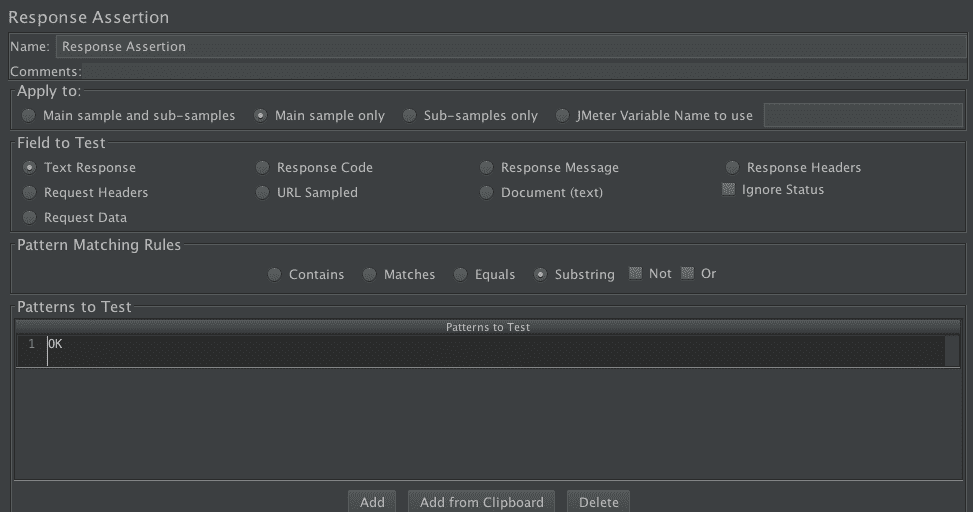 Response Assertion
Name: Response Assertion
Comments:
Apply to:
Main sample and sub-samples Main sample only Sub-samples only JMeter Variable Name to use
Field to Test
Text Response Response Code Response Message Response Headers
Request Headers URL Sampled Document (text) Ignore Status
Request Data
Pattern Matching Rules
Contains Matches Equals Substring Not Or
Patterns to Test
Patterns to Test
1 OK
Add Add from Clipboard Delete